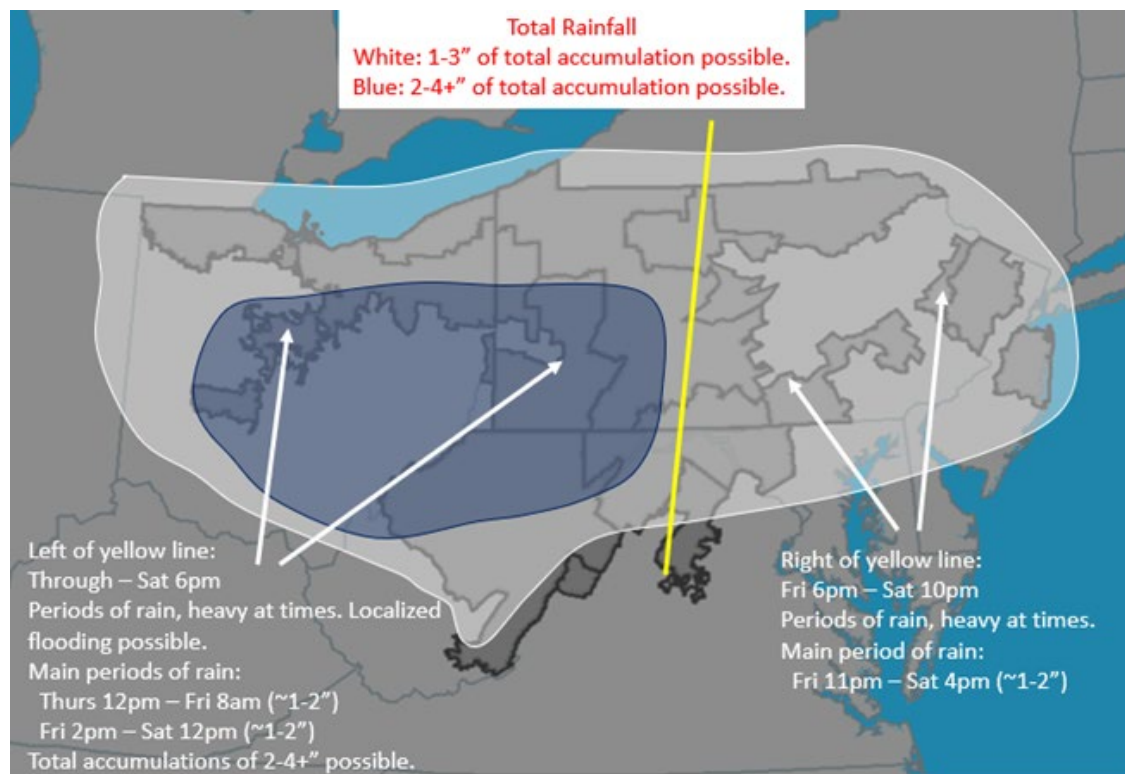 Total Rainfall
White: 1-3” of total accumulation possible.
Blue: 2-4+” of total accumulation possible.
Left of yellow line:
Through – Sat 6pm
Periods of rain, heavy at times. Localized
flooding possible.
Main periods of rain:
Thurs 12pm – Fri 8am (~1-2”)
Fri 2pm – Sat 12pm (~1-2”)
Total accumulations of 2-4+” possible.
Right of yellow line:
Fri 6pm – Sat 10pm
Periods of rain, heavy at times.
Main period of rain:
Fri 11pm – Sat 4pm (~1-2”)